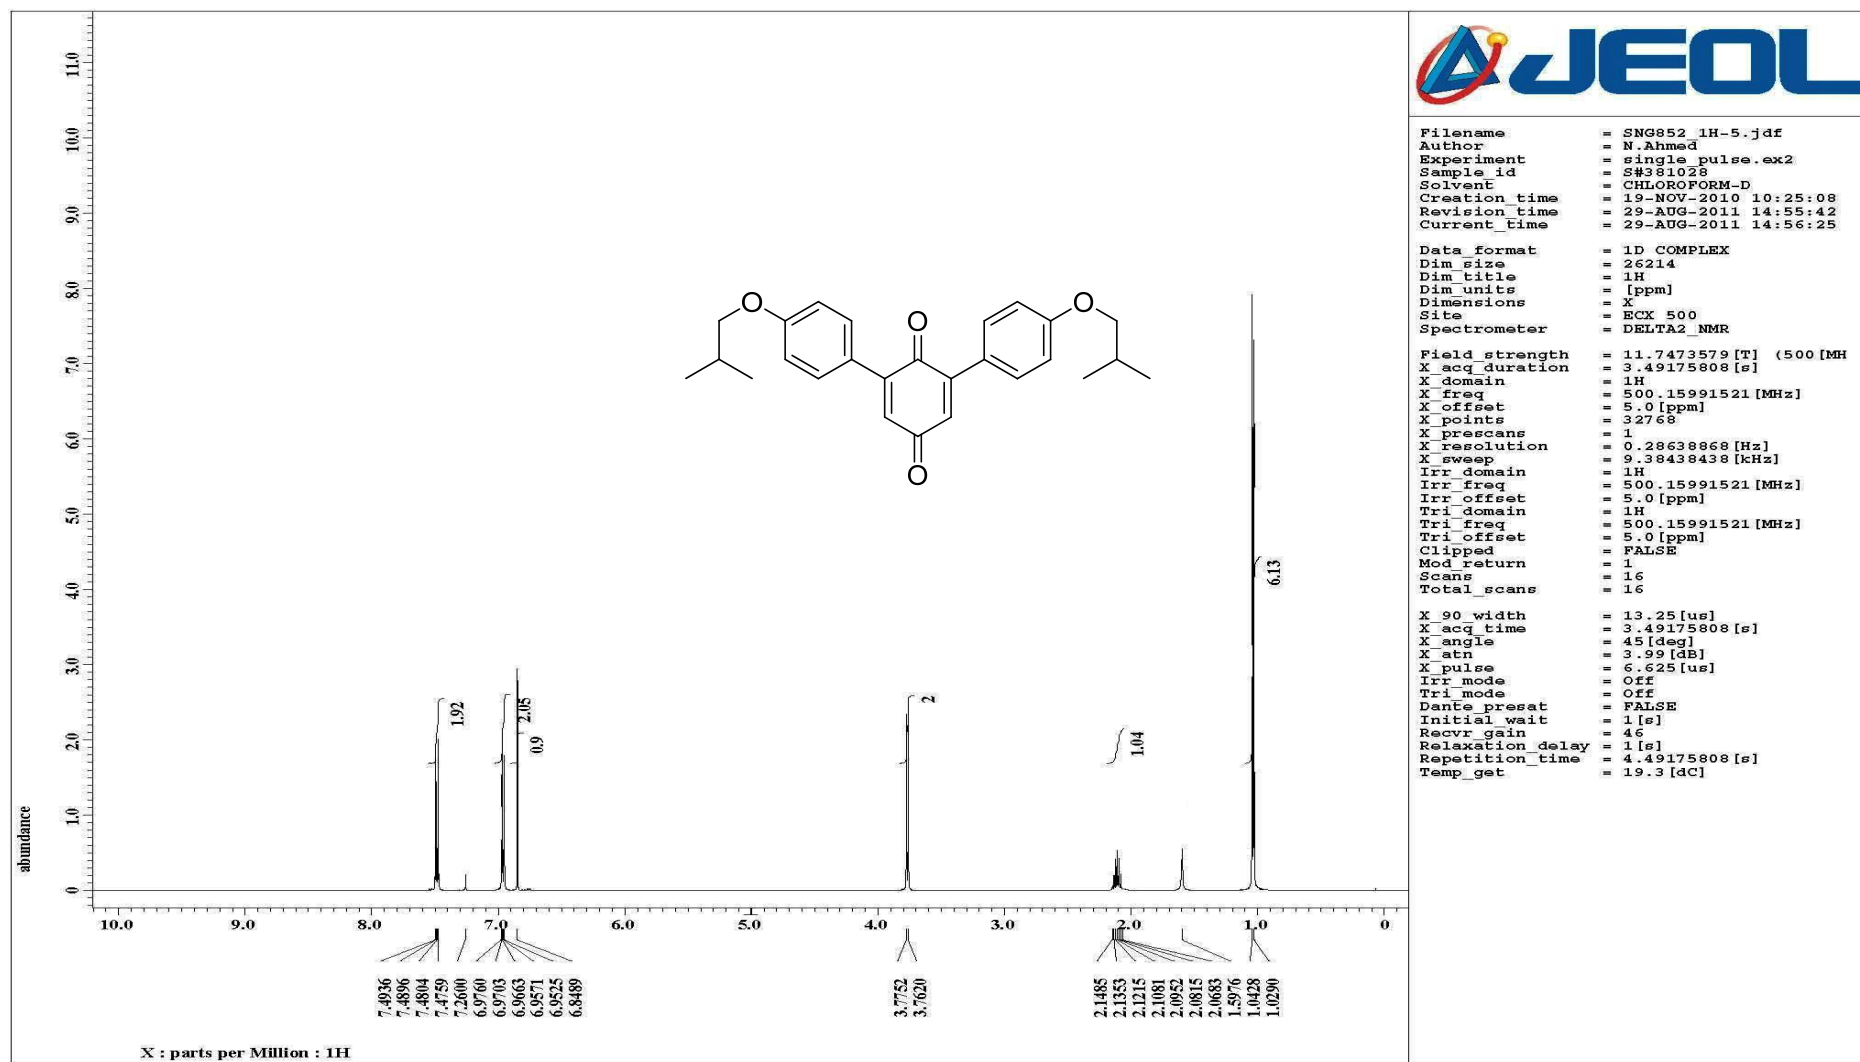 JEOL
Filename = SNG852_1H-5.jdf
Author = N.Ahmed
Experiment = single_pulse.ex2
Sample_id = S#381028
Solvent = CHLOROFORM-D
Creation_time = 19-NOV-2010 10:25:08
Revision_time = 29-AUG-2011 14:55:42
Current_time = 29-AUG-2011 14:56:25
Data_format = 1D COMPLEX
Dim_size = 26214
Dim_title = 1H
Dim_units = [ppm]
Dimensions = X
Site = ECX 500
Spectrometer = DELTA2_NMR
Field_strength = 11.7473579[T] (500[MH
X_acq_duration = 3.49175808[s]
X_domain = 1H
X_freq = 500.15991521[MHz]
X_offset = 5.0[ppm]
X_points = 32768
X_prescans = 1
X_resolution = 0.28638868[Hz]
X_sweep = 9.38438438[kHz]
Irr_domain = 1H
Irr_freq = 500.15991521[MHz]
Irr_offset = 5.0[ppm]
Tri_domain = 1H
Tri_freq = 500.15991521[MHz]
Tri_offset = 5.0[ppm]
Clipped = FALSE
Mod_return = 1
Scans = 16
Total_scans = 16
X_90_width = 13.25[us]
X_acq_time = 3.49175808[s]
X_angle = 45[deg]
X_atn = 3.99[dB]
X_pulse = 6.625[us]
Irr_mode = Off
Tri_mode = Off
Dante_presat = FALSE
Initial_wait = 1[s]
Recvr_gain = 46
Relaxation_delay = 1[s]
Repetition_time = 4.49175808[s]
Temp_get = 19.3[dC]
abundance
11.0
10.0
9.0
8.0
7.0
6.0
5.0
4.0
3.0
2.0
1.0
0
O O O
O
1.92
2.05
0.9
2
1.04
6.13
10.0 9.0 8.0 7.0 6.0 5.0 4.0 3.0 2.0 1.0 0
7.4936
7.4896
7.4804
7.4759
7.2600
6.9760
6.9703
6.9663
6.9571
6.9525
6.8489
3.7752
3.7620
2.1485
2.1353
2.1215
2.1081
2.0952
2.0815
2.0683
1.5976
1.0428
1.0290
X : parts per Million : 1H